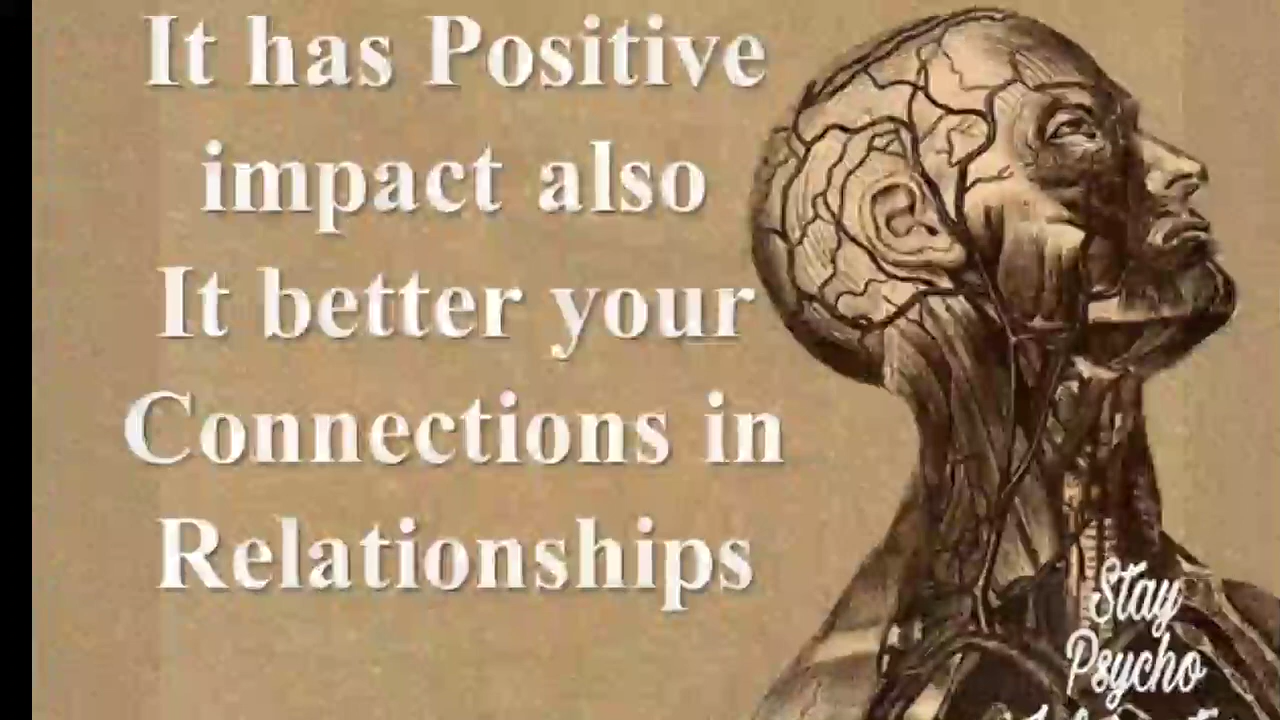 It has Positive
impact also
It better your
Connections in
Relationships
Stay
Psycho